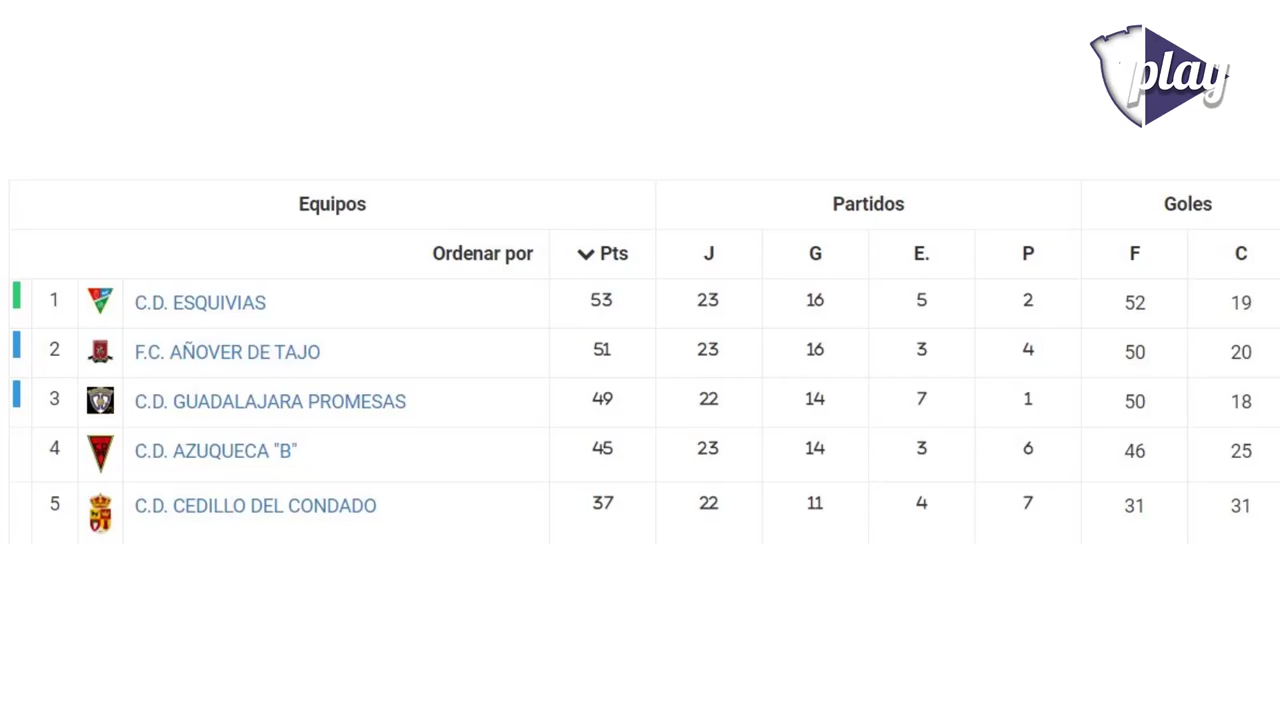 play
Equipos Partidos Goles
Ordenar por Pts J G E. P F C
1 C.D. ESQUIVIAS 53 23 16 5 2 52 19
2 F.C. AÑOVER DE TAJO 51 23 16 3 4 50 20
3 C.D. GUADALAJARA PROMESAS 49 22 14 7 1 50 18
4 C.D. AZUQUECA "B" 45 23 14 3 6 46 25
5 C.D. CEDILLO DEL CONDADO 37 22 11 4 7 31 31